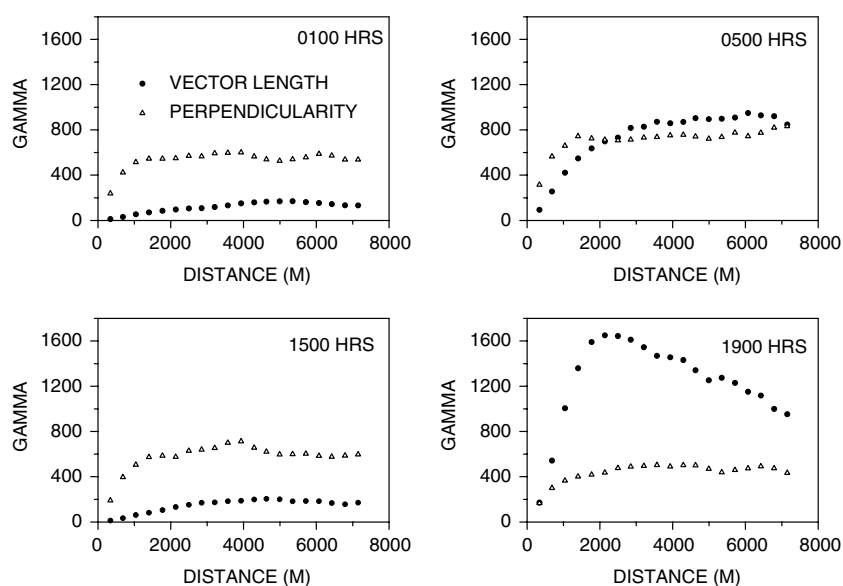 0100 HRS
VECTOR LENGTH
PERPENDICULARITY
GAMMA
1600
1200
800
400
0
0 2000 4000 6000 8000
DISTANCE (M)
0500 HRS
GAMMA
1600
1200
800
400
0
0 2000 4000 6000 8000
DISTANCE (M)
1500 HRS
GAMMA
1600
1200
800
400
0
0 2000 4000 6000 8000
DISTANCE (M)
1900 HRS
GAMMA
1600
1200
800
400
0
0 2000 4000 6000 8000
DISTANCE (M)